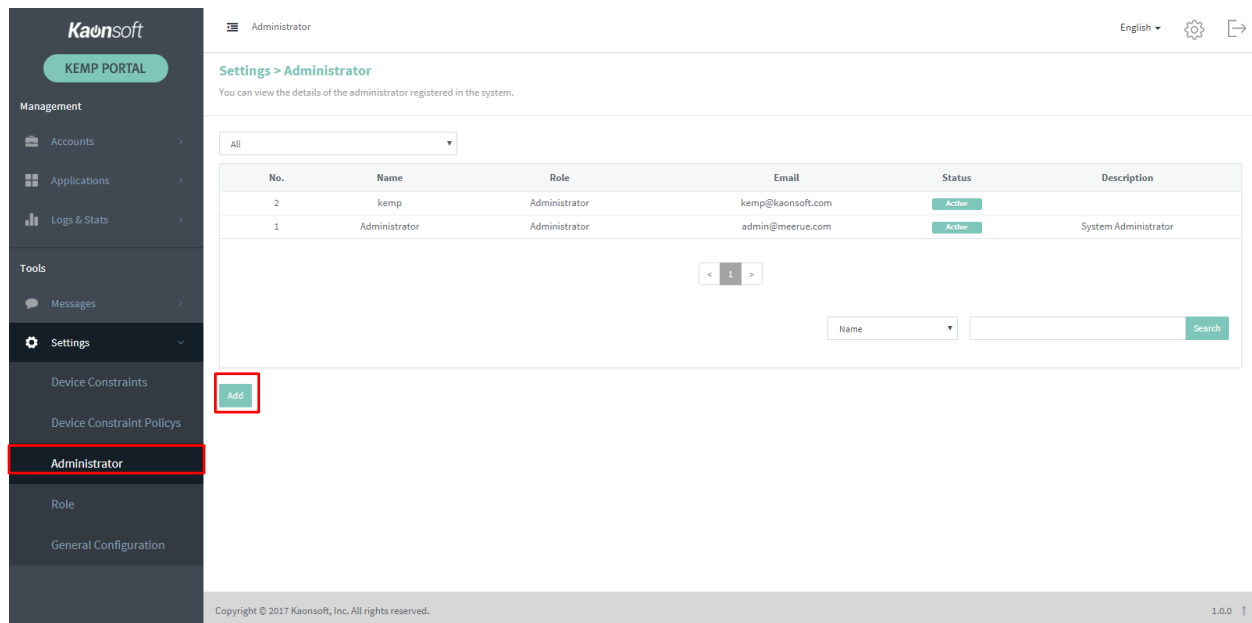 Kaonsoft
KEMP PORTAL
Management
Accounts
Applications
Logs & Stats
Tools
Messages
Settings
Device Constraints
Device Constraint Policys
Administrator
Role
General Configuration
Administrator
English
Settings > Administrator
You can view the details of the administrator registered in the system.
All
No. Name Role Email Status Description
2 kemp Administrator kemp@kaonsoft.com Active
1 Administrator Administrator admin@meerue.com Active System Administrator
< 1 >
Name Search
Add
Copyright © 2017 Kaonsoft, Inc. All rights reserved. 1.0.0